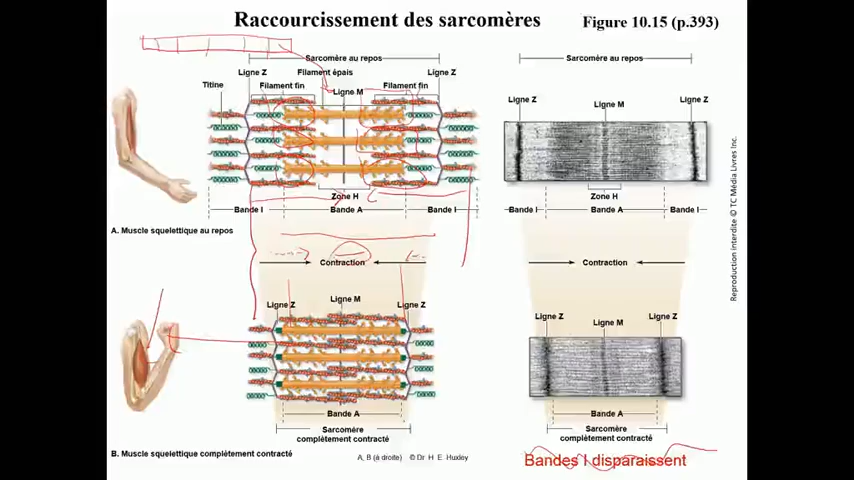 Raccourcissement des sarcomères
Figure 10.15 (p.393)
Sarcomère au repos
Ligne Z
Filament épais
Ligne Z
Titine
Filament fin
Ligne M
Filament fin
Zone H
Bande I
Bande A
Bande I
A. Muscle squelettique au repos
Sarcomère au repos
Ligne Z
Ligne M
Ligne Z
Zone H
Bande I
Bande A
Bande I
Contraction
Contraction
Ligne Z
Ligne M
Ligne Z
Bande A
Sarcomère
complètement contracté
B. Muscle squelettique complètement contracté
A, B (à droite) © Dr H. E. Huxley
Ligne Z
Ligne M
Ligne Z
Bande A
Sarcomère
complètement contracté
Bandes I disparaissent
Reproduction interdite © TC Média Livres Inc.